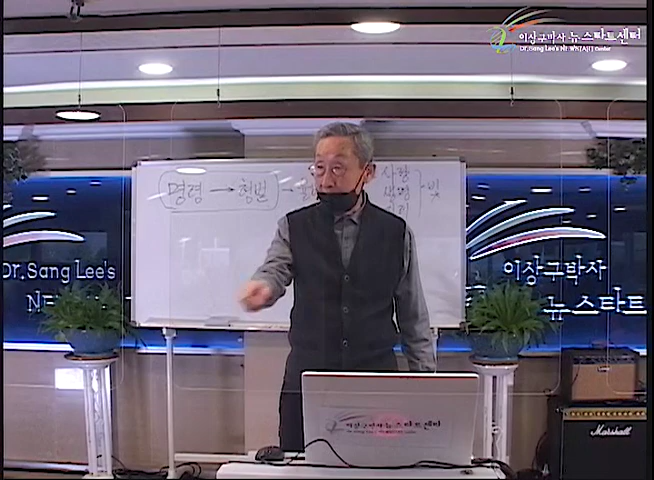 이상구박사 뉴스타트센터
Dr.Sang Lee's NEWSTART Center
명령 → 형벌 →
사랑
생명
진리
빛
Dr.Sang Lee's
이상구박사
뉴스타트
이상구박사 뉴스타트센터
Marshall